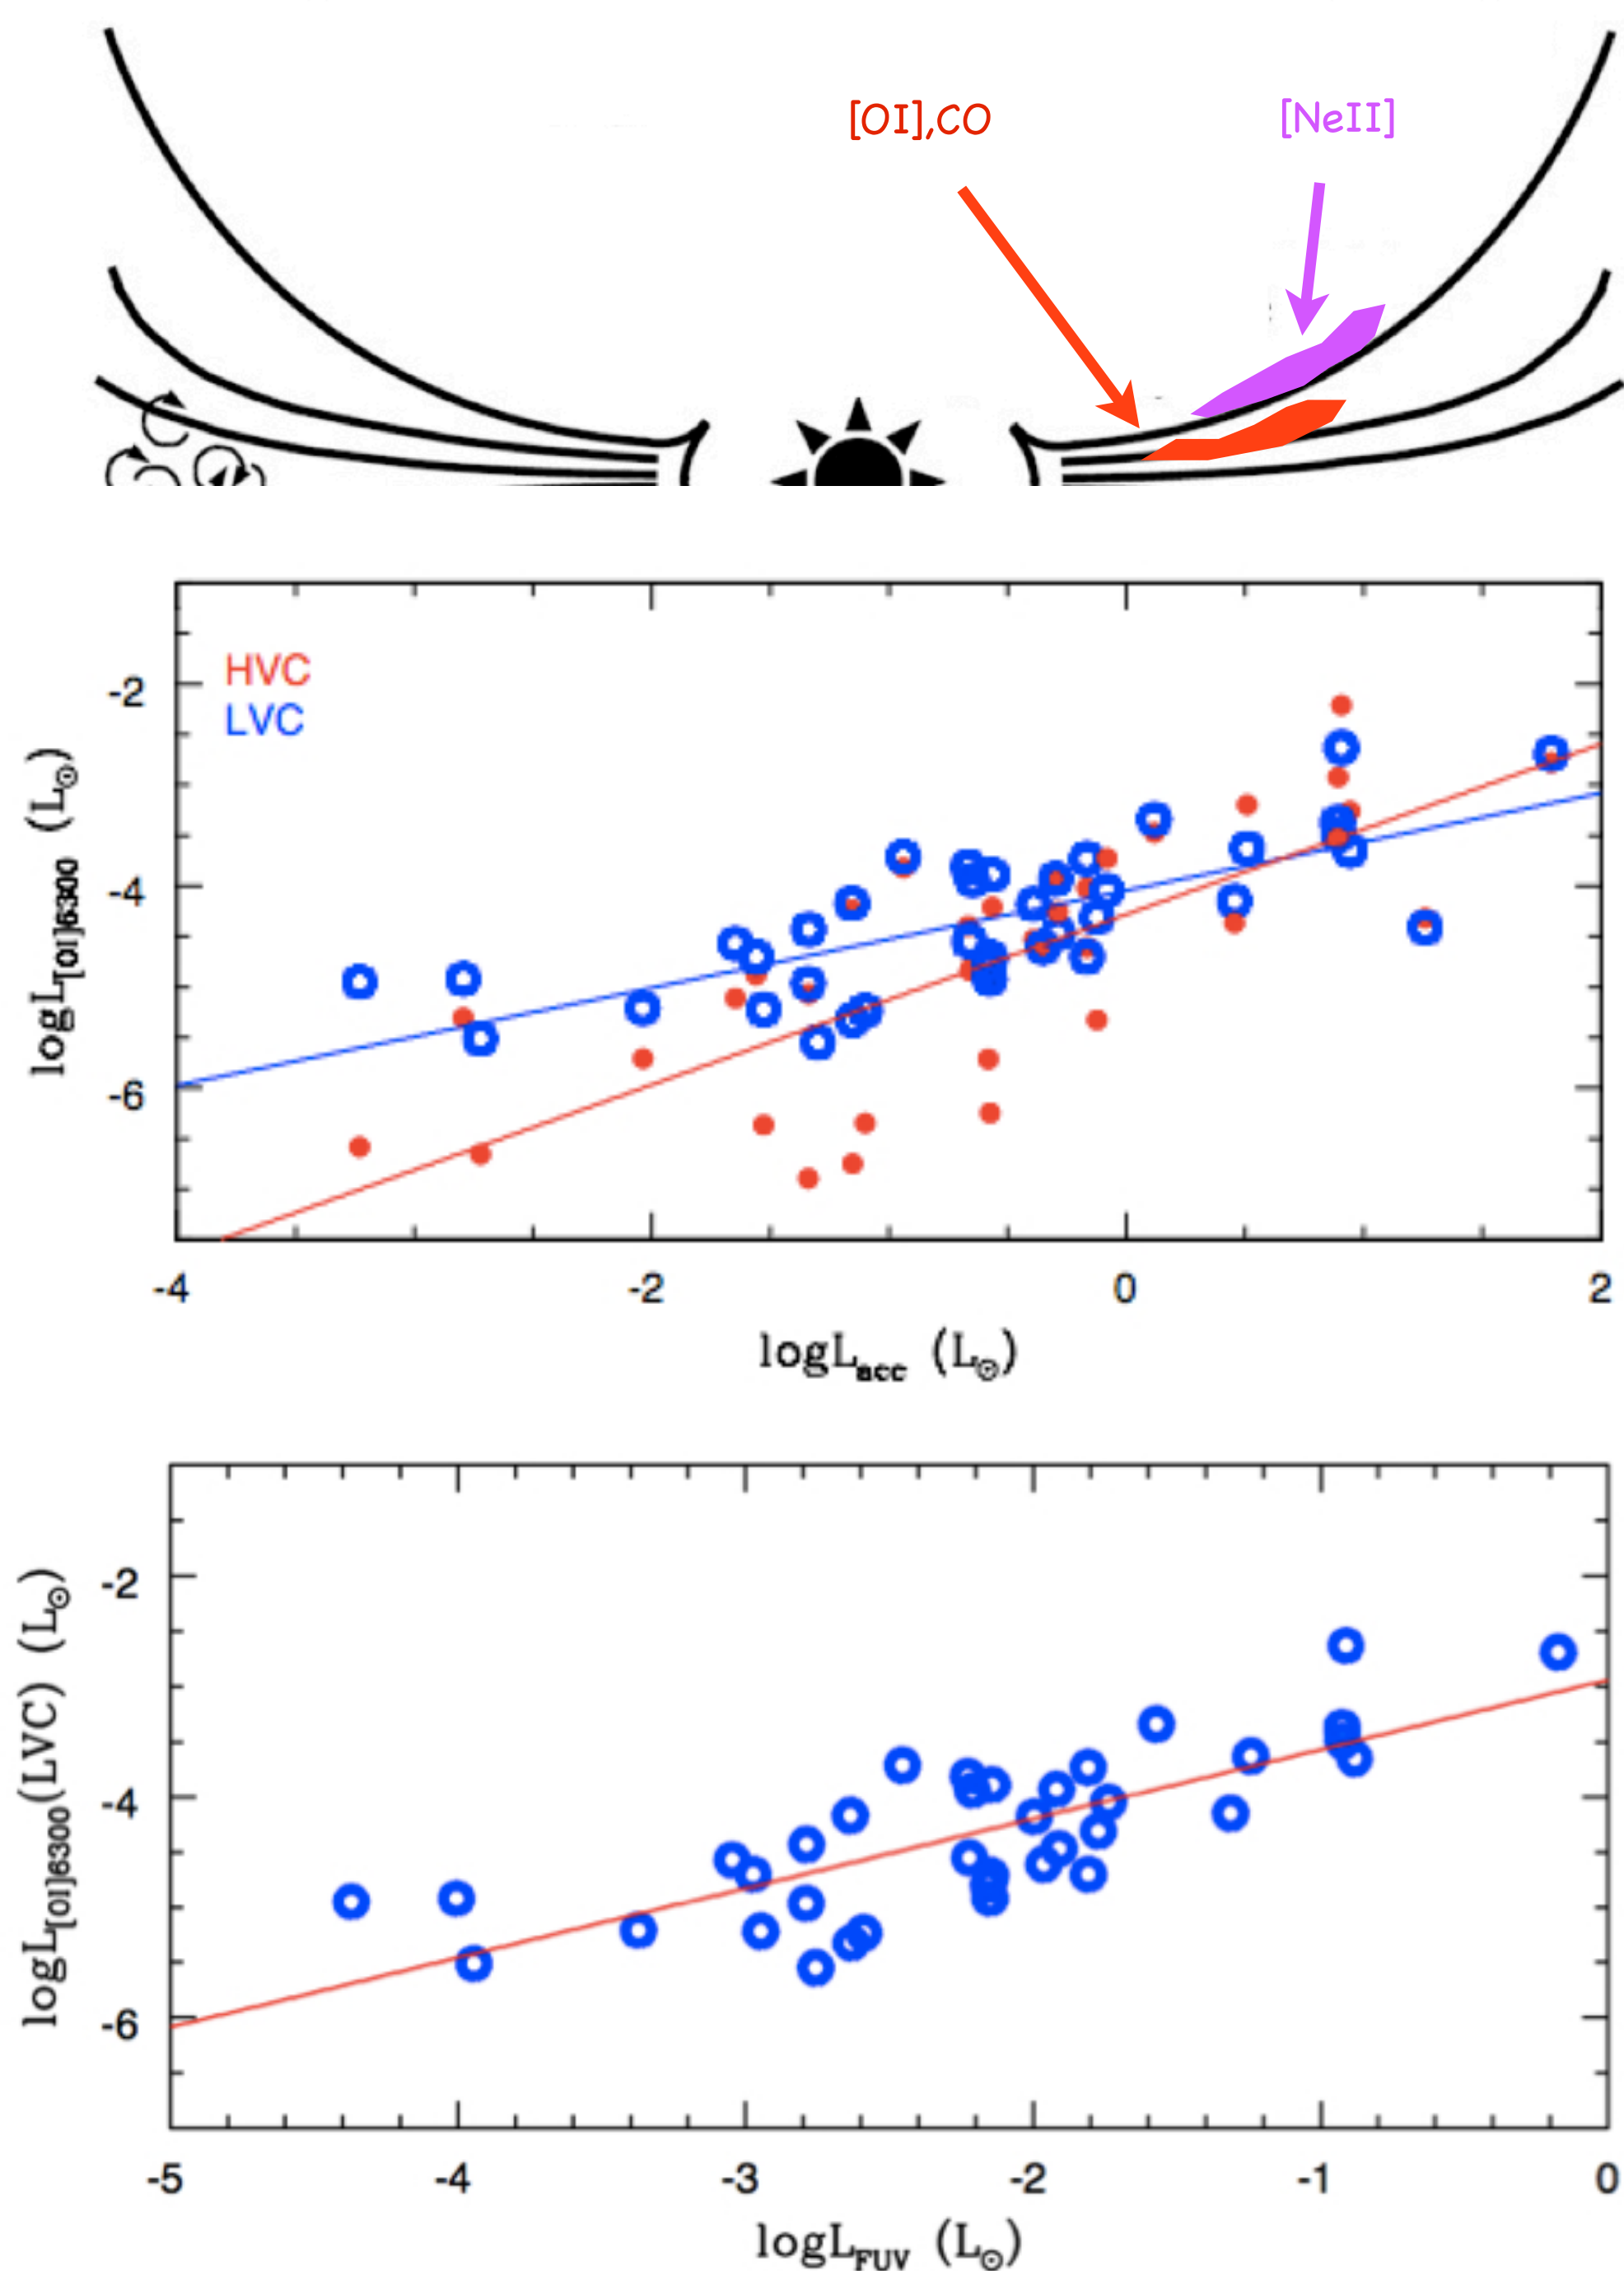 [OI],CO
[NeII]
HVC
LVC
-2
-4
-6
logL[OI]6300 (L⊙)
-4 -2 0 2
logLacc (L⊙)
-2
-4
-6
logL[OI]6300(LVC) (L⊙)
-5 -4 -3 -2 -1 0
logLFUV (L⊙)